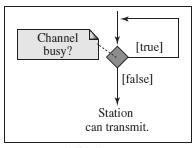 Channel
busy?
[true]
[false]
Station
can transmit.